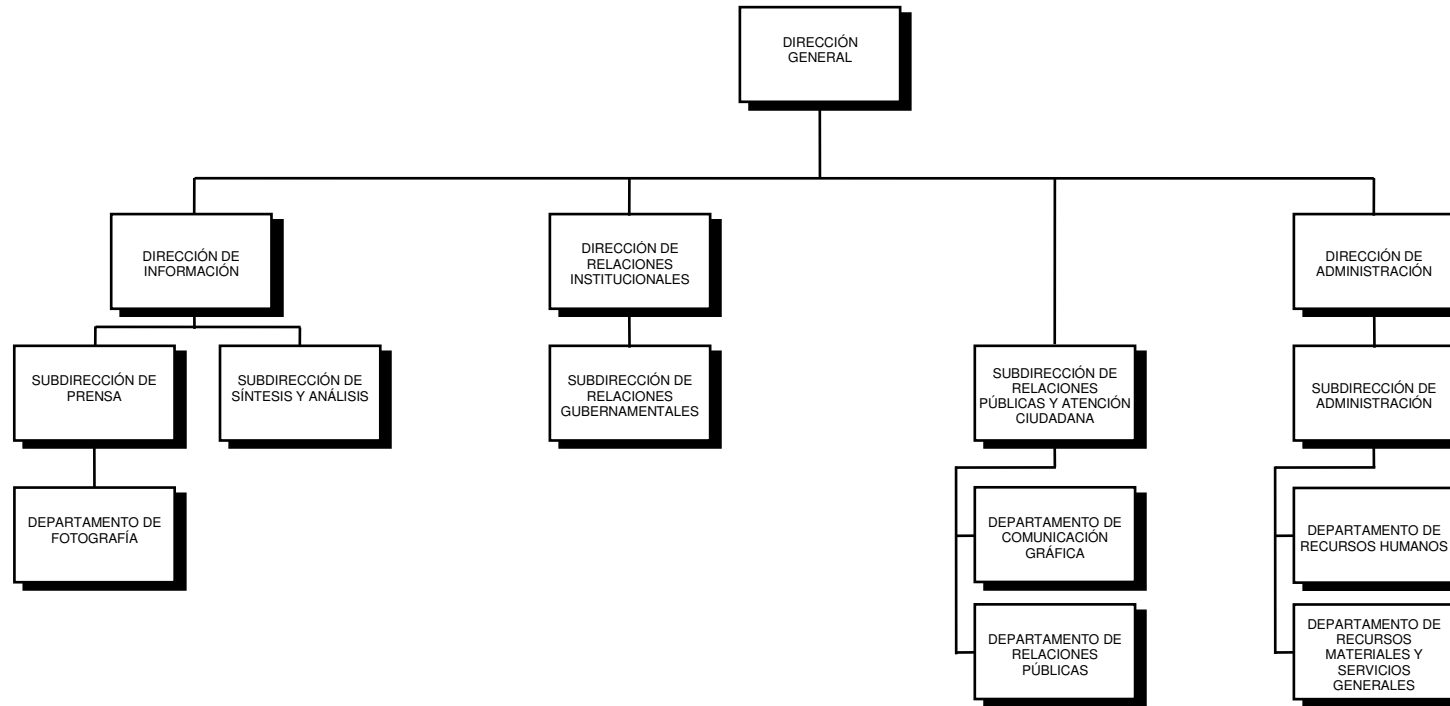 DIRECCIÓN
GENERAL
DIRECCIÓN DE
INFORMACIÓN
DIRECCIÓN DE
RELACIONES
INSTITUCIONALES
DIRECCIÓN DE
ADMINISTRACIÓN
SUBDIRECCIÓN DE
PRENSA
SUBDIRECCIÓN DE
SÍNTESIS Y ANÁLISIS
SUBDIRECCIÓN DE
RELACIONES
GUBERNAMENTALES
SUBDIRECCIÓN DE
RELACIONES
PÚBLICAS Y ATENCIÓN
CIUDADANA
SUBDIRECCIÓN DE
ADMINISTRACIÓN
DEPARTAMENTO DE
FOTOGRAFÍA
DEPARTAMENTO DE
COMUNICACIÓN
GRÁFICA
DEPARTAMENTO DE
RECURSOS HUMANOS
DEPARTAMENTO DE
RELACIONES
PÚBLICAS
DEPARTAMENTO DE
RECURSOS
MATERIALES Y
SERVICIOS
GENERALES